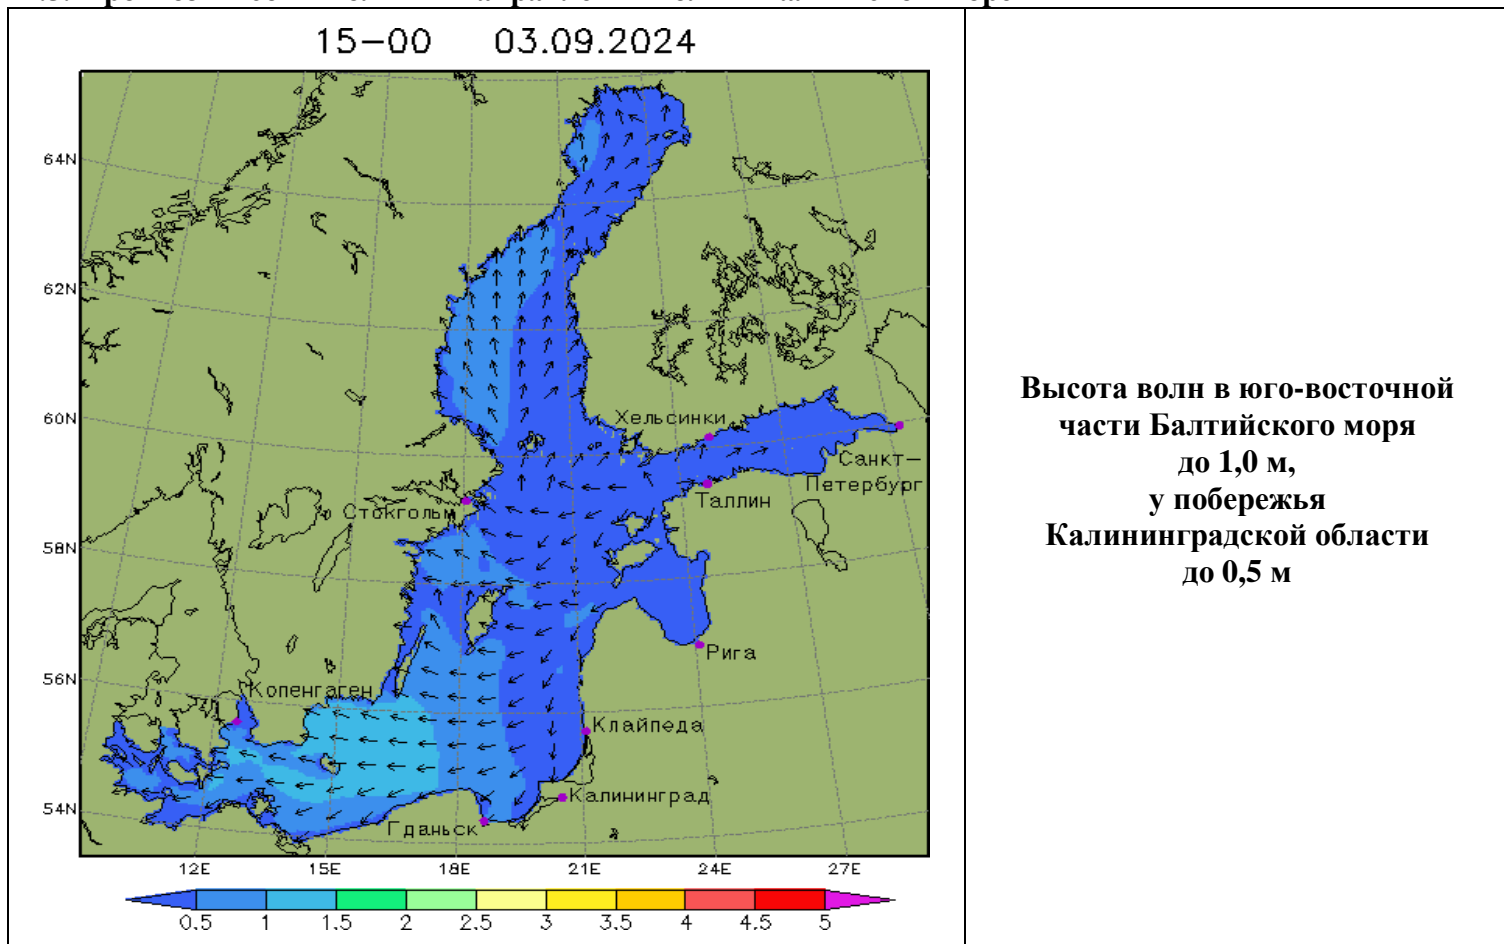 15-00 03.09.2024
64N
62N
60N
58N
56N
54N
Хельсинки
Санкт-
Петербург
Таллин
Стокгольм
Рига
Копенгаген
Клайпеда
Калининград
Гданьск
12E 15E 18E 21E 24E 27E
0.5 1 1.5 2 2.5 3 3.5 4 4.5 5
Высота волн в юго-восточной
части Балтийского моря
до 1,0 м,
у побережья
Калининградской области
до 0,5 м